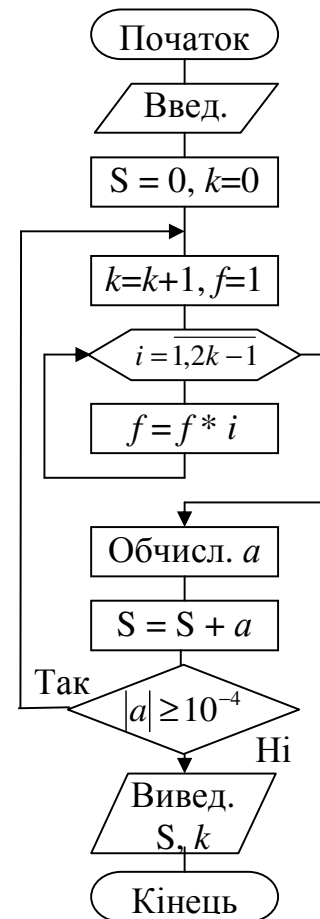 Початок
Введ.
S = 0, k=0
k=k+1, f=1
i = 1,2k − 1
f = f * i
Обчисл. a
S = S + a
Так
|a| ≥ 10⁻⁴
Ні
Вивед.
S, k
Кінець